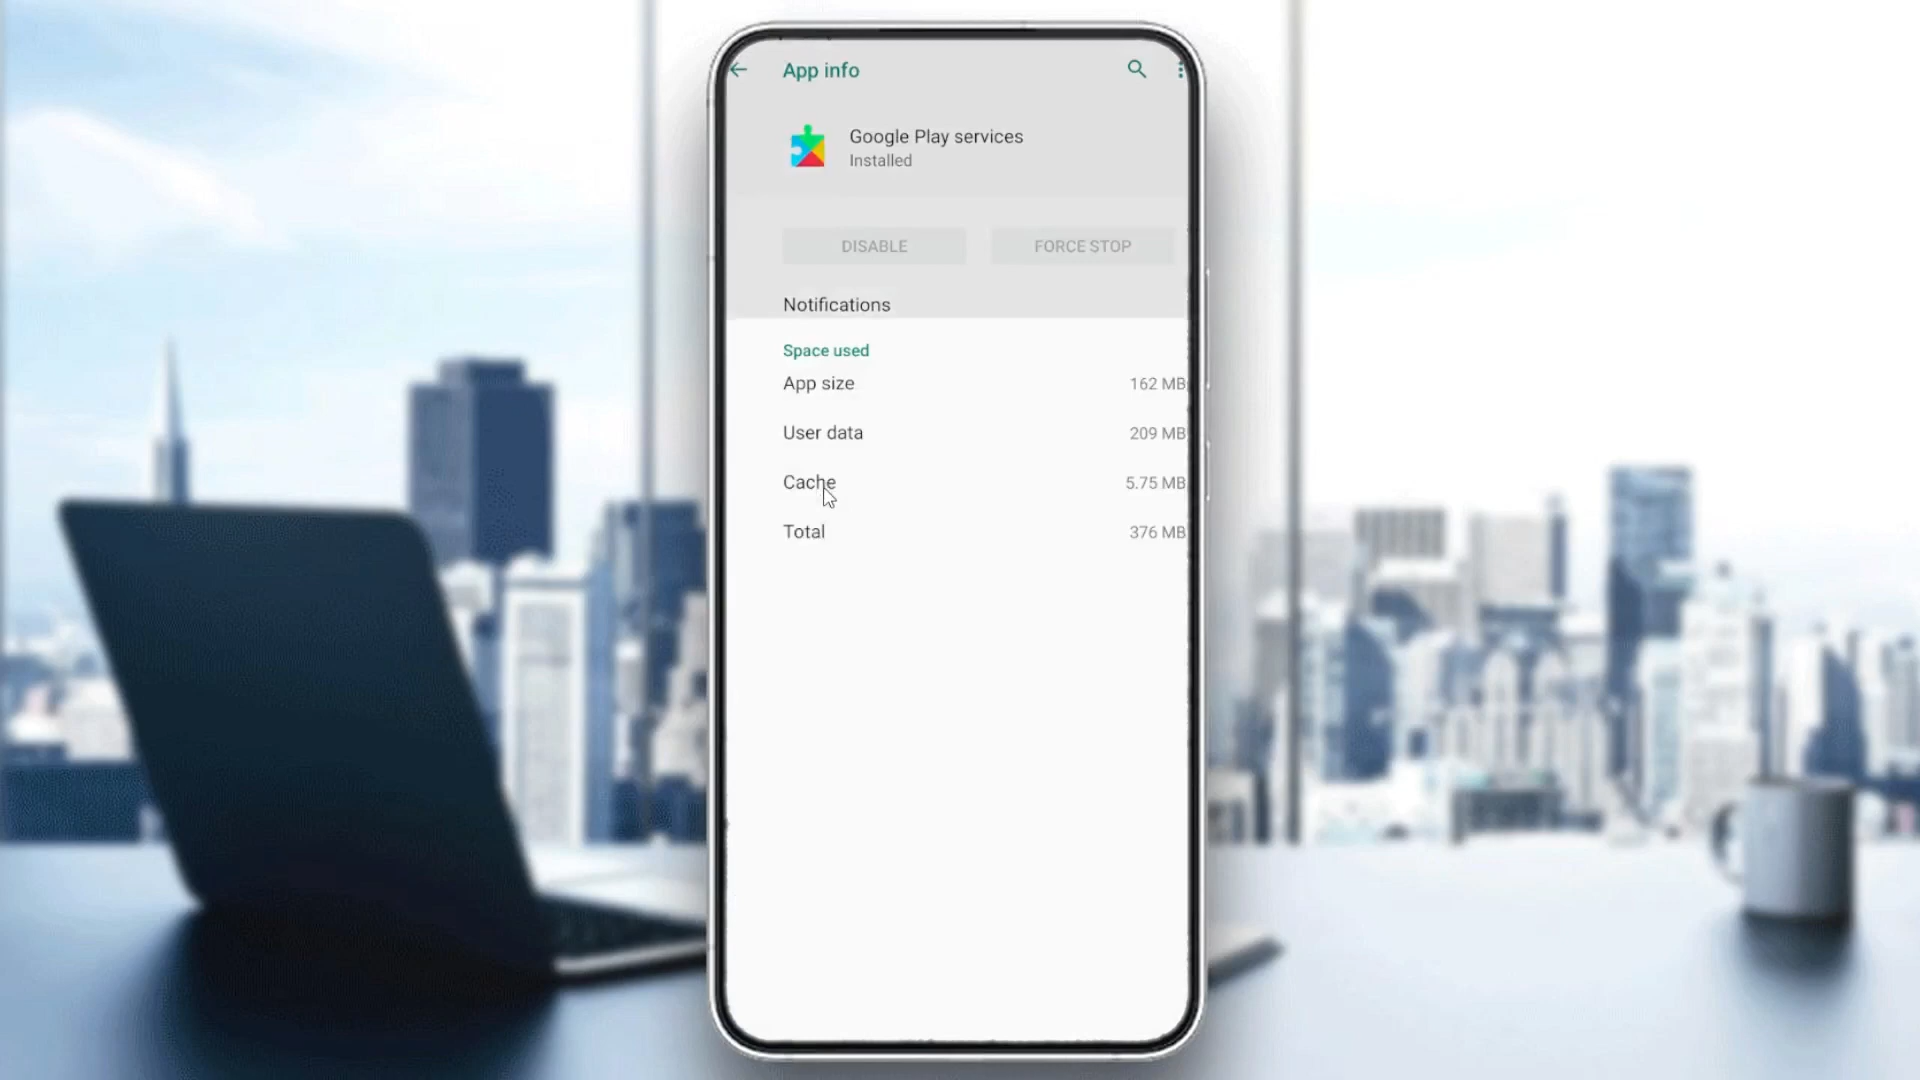 App info
Google Play services
Installed
DISABLE
FORCE STOP
Notifications
Space used
App size 162 MB
User data 209 MB
Cache 5.75 MB
Total 376 MB